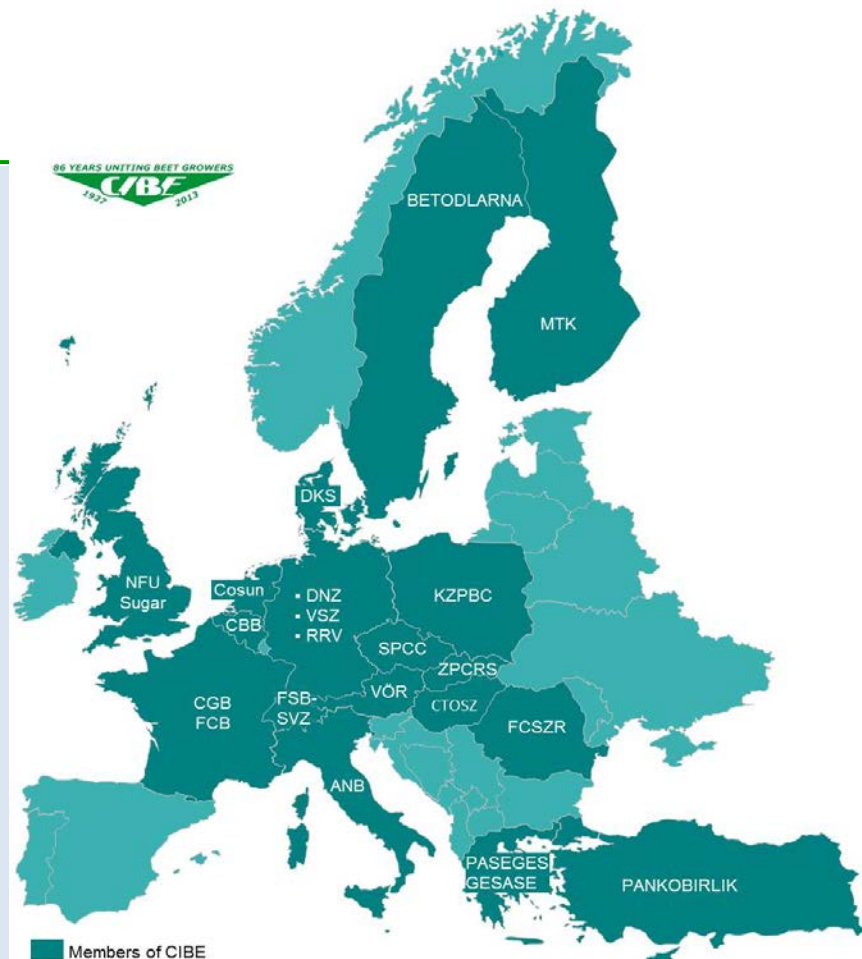 86 YEARS UNITING BEET GROWERS
CIBE
1927 2013
BETODLARNA
MTK
DKS
NFU
Sugar
Cosun
CBB
▪ DNZ
▪ VSZ
▪ RRV
KZPBC
SPCC
ZPCRS
VÖR
CTOSZ
CGB
FCB
FSB-
SVZ
FCSZR
ANB
PASEGES
GESASE
PANKOBIRLIK
Members of CIBE